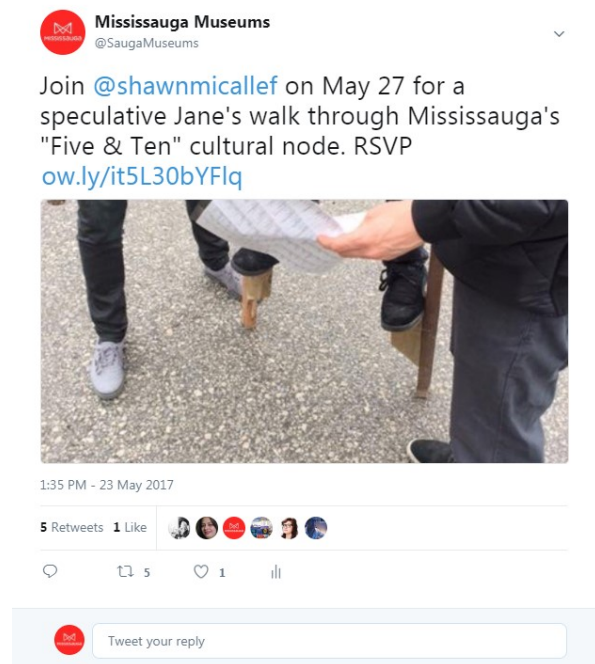 Mississauga Museums
@SaugaMuseums
Join @shawnmicallef on May 27 for a
speculative Jane's walk through Mississauga's
"Five & Ten" cultural node. RSVP
ow.ly/it5L30bYFlq
1:35 PM - 23 May 2017
5 Retweets 1 Like
5 1
Tweet your reply